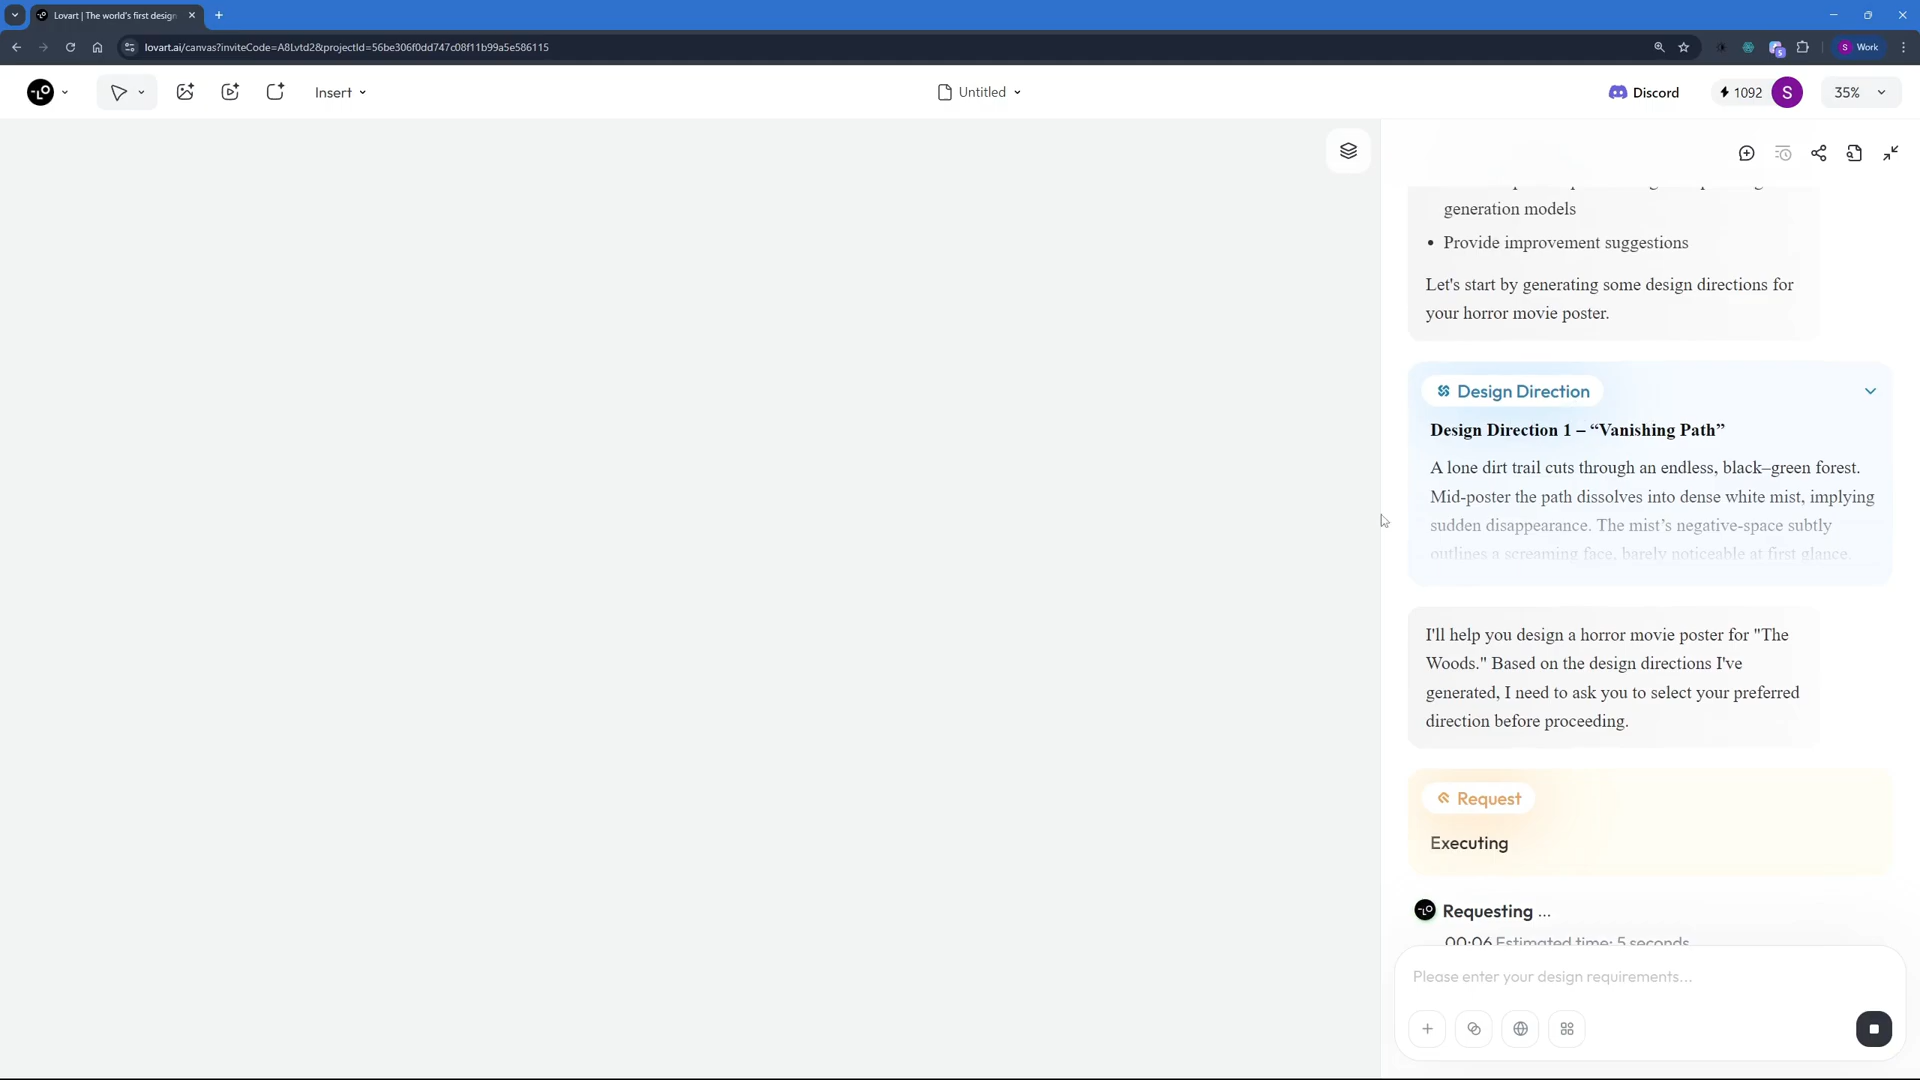 Lovart | The world's first design
lovart.ai/canvas?inviteCode=A8Lvtd2&projectId=56be306f0dd747c08f11b99a5e586115
S Work
Insert
Untitled
Discord
1092
S
35%
generation models
• Provide improvement suggestions
Let's start by generating some design directions for
your horror movie poster.
Design Direction
Design Direction 1 – “Vanishing Path”
A lone dirt trail cuts through an endless, black–green forest.
Mid-poster the path dissolves into dense white mist, implying
sudden disappearance. The mist’s negative-space subtly
outlines a screaming face, barely noticeable at first glance.
I'll help you design a horror movie poster for "The
Woods." Based on the design directions I've
generated, I need to ask you to select your preferred
direction before proceeding.
Request
Executing
Requesting ...
00:06 Estimated time: 5 seconds
Please enter your design requirements...